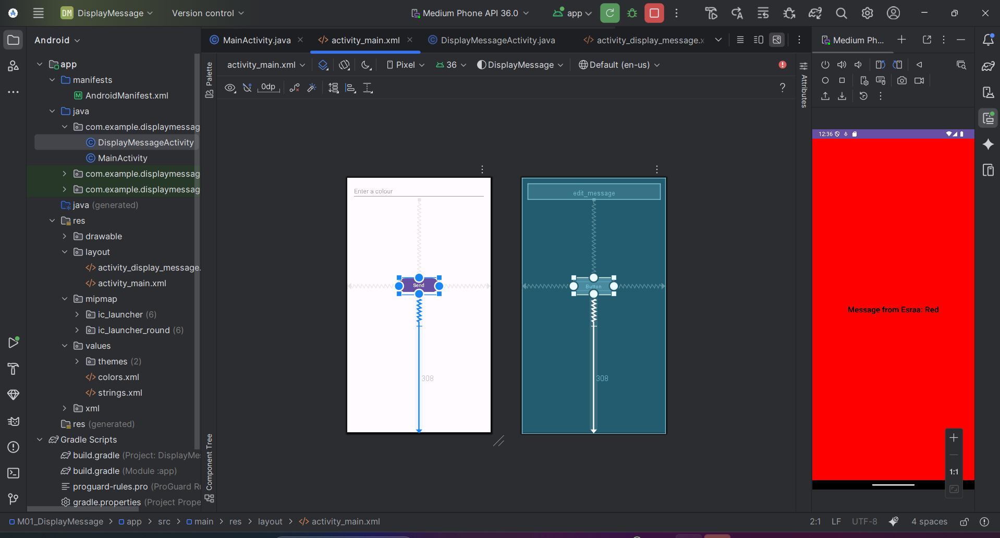 DM DisplayMessage Version control Medium Phone API 36.0 app
Android
MainActivity.java activity_main.xml DisplayMessageActivity.java activity_display_message.x Medium Ph...
activity_main.xml Pixel 36 DisplayMessage Default (en-us)
0dp ?
Palette
Attributes
Component Tree
app
manifests
AndroidManifest.xml
java
com.example.displaymessag
DisplayMessageActivity
MainActivity
com.example.displaymessag
com.example.displaymessag
java (generated)
res
drawable
layout
activity_display_message.
activity_main.xml
mipmap
ic_launcher (6)
ic_launcher_round (6)
values
themes (2)
colors.xml
strings.xml
xml
res (generated)
Gradle Scripts
build.gradle (Project: DisplayMe
build.gradle (Module :app)
proguard-rules.pro (ProGuard Ru
gradle.properties (Project Prope
Enter a colour
Send
308
edit_message
Button
308
12:36
Message from Esraa: Red
1:1
M01_DisplayMessage > app > src > main > res > layout > activity_main.xml 2:1 LF UTF-8 4 spaces